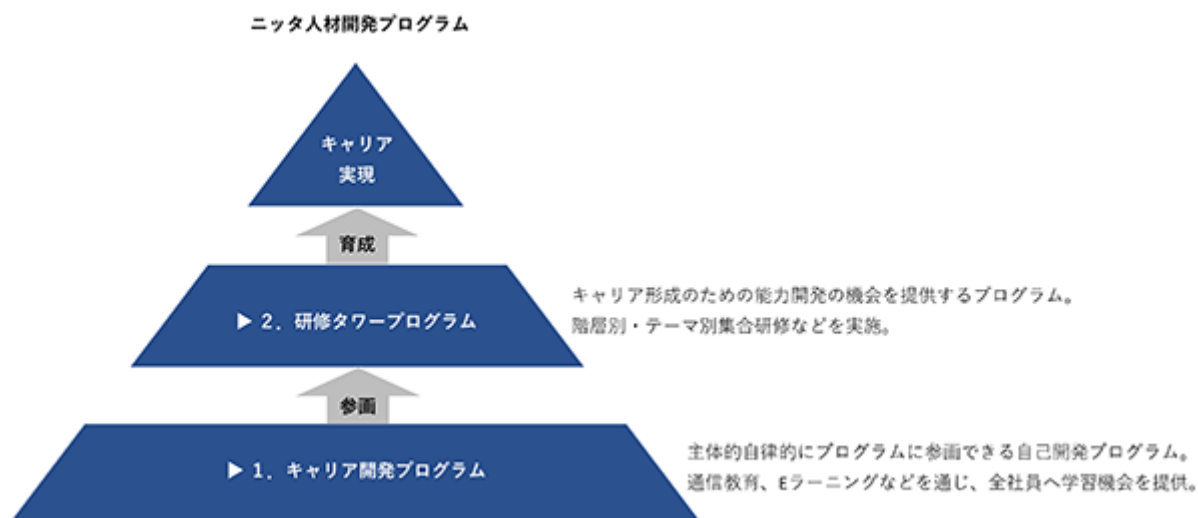 ニッタ人材開発プログラム
キャリア
実現
育成
▶ 2．研修タワープログラム
キャリア形成のための能力開発の機会を提供するプログラム。
階層別・テーマ別集合研修などを実施。
参画
▶ 1．キャリア開発プログラム
主体的自律的にプログラムに参画できる自己開発プログラム。
通信教育、Eラーニングなどを通じ、全社員へ学習機会を提供。